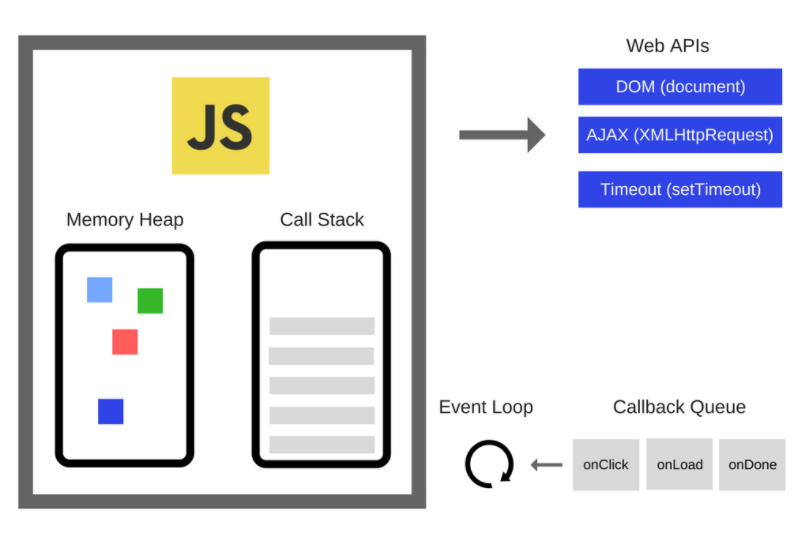 Web APIs
DOM (document)
AJAX (XMLHttpRequest)
Timeout (setTimeout)
JS
Memory Heap
Call Stack
Event Loop
Callback Queue
onClick
onLoad
onDone